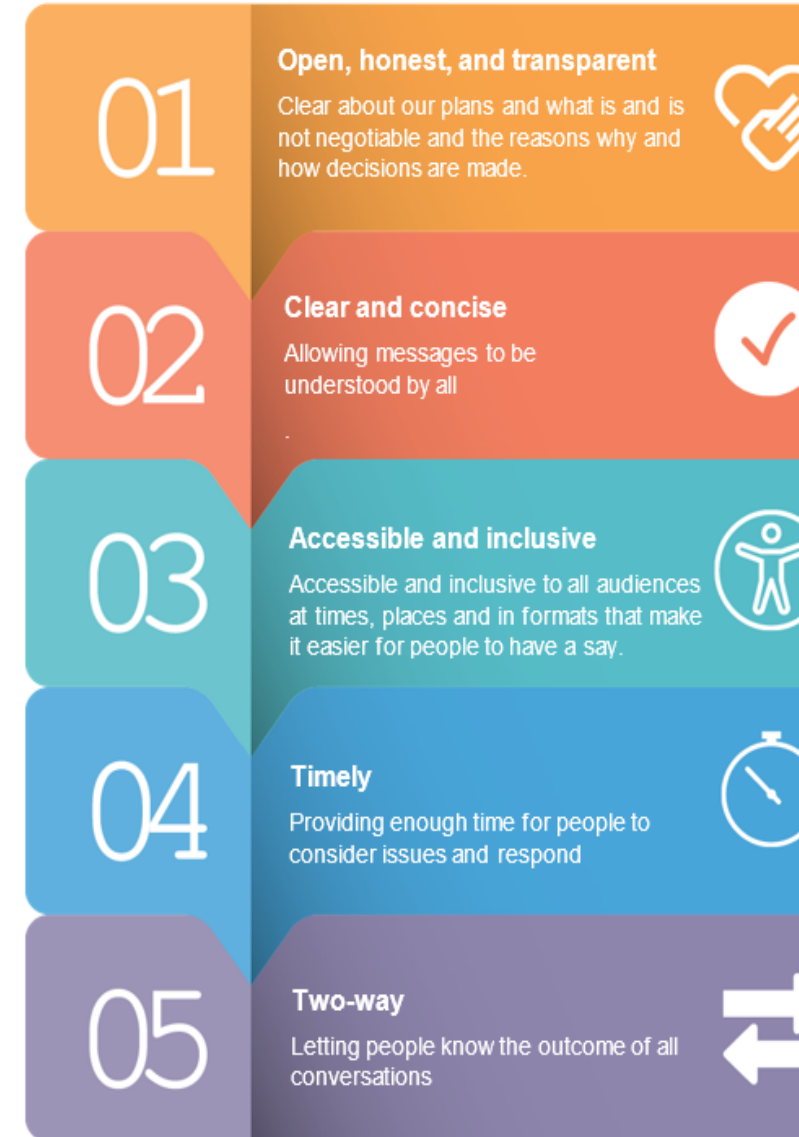 01
Open, honest, and transparent
Clear about our plans and what is and is
not negotiable and the reasons why and
how decisions are made.
02
Clear and concise
Allowing messages to be
understood by all
.
03
Accessible and inclusive
Accessible and inclusive to all audiences
at times, places and in formats that make
it easier for people to have a say.
04
Timely
Providing enough time for people to
consider issues and respond
05
Two-way
Letting people know the outcome of all
conversations